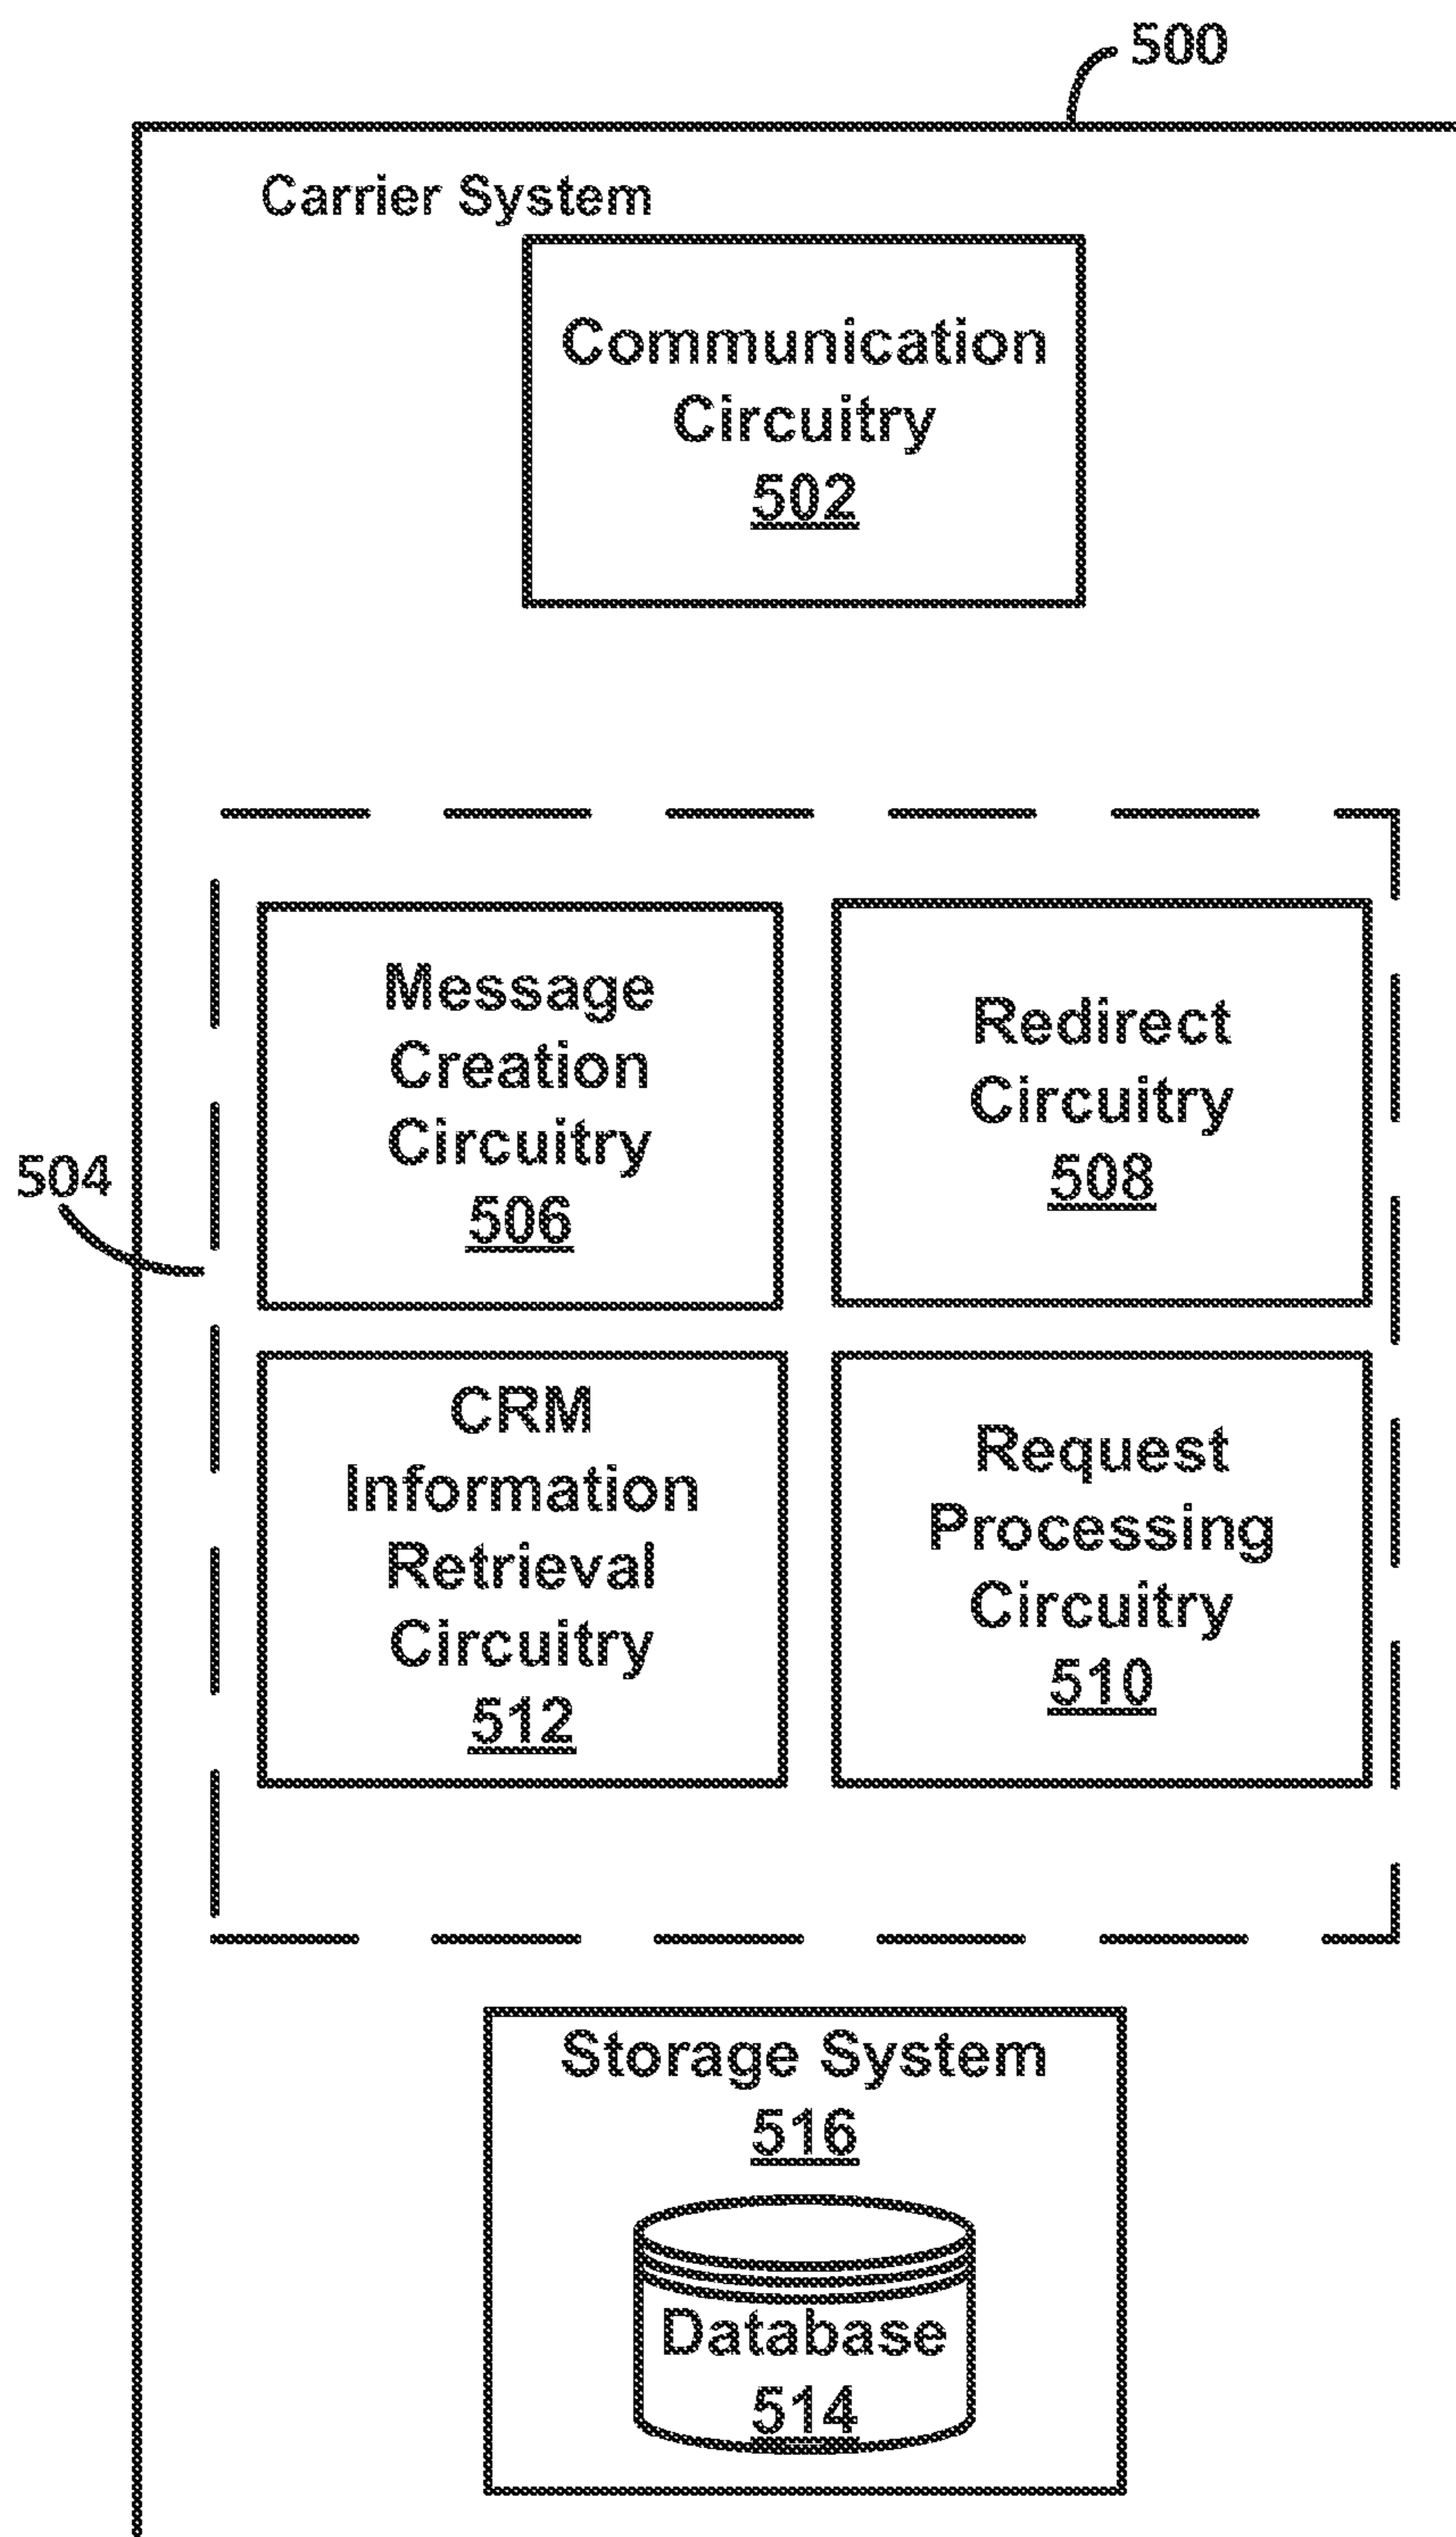 500
Carrier System
Communication
Circuitry
502
504
Message
Creation
Circuitry
506
Redirect
Circuitry
508
CRM
Information
Retrieval
Circuitry
512
Request
Processing
Circuitry
510
Storage System
516
Database
514